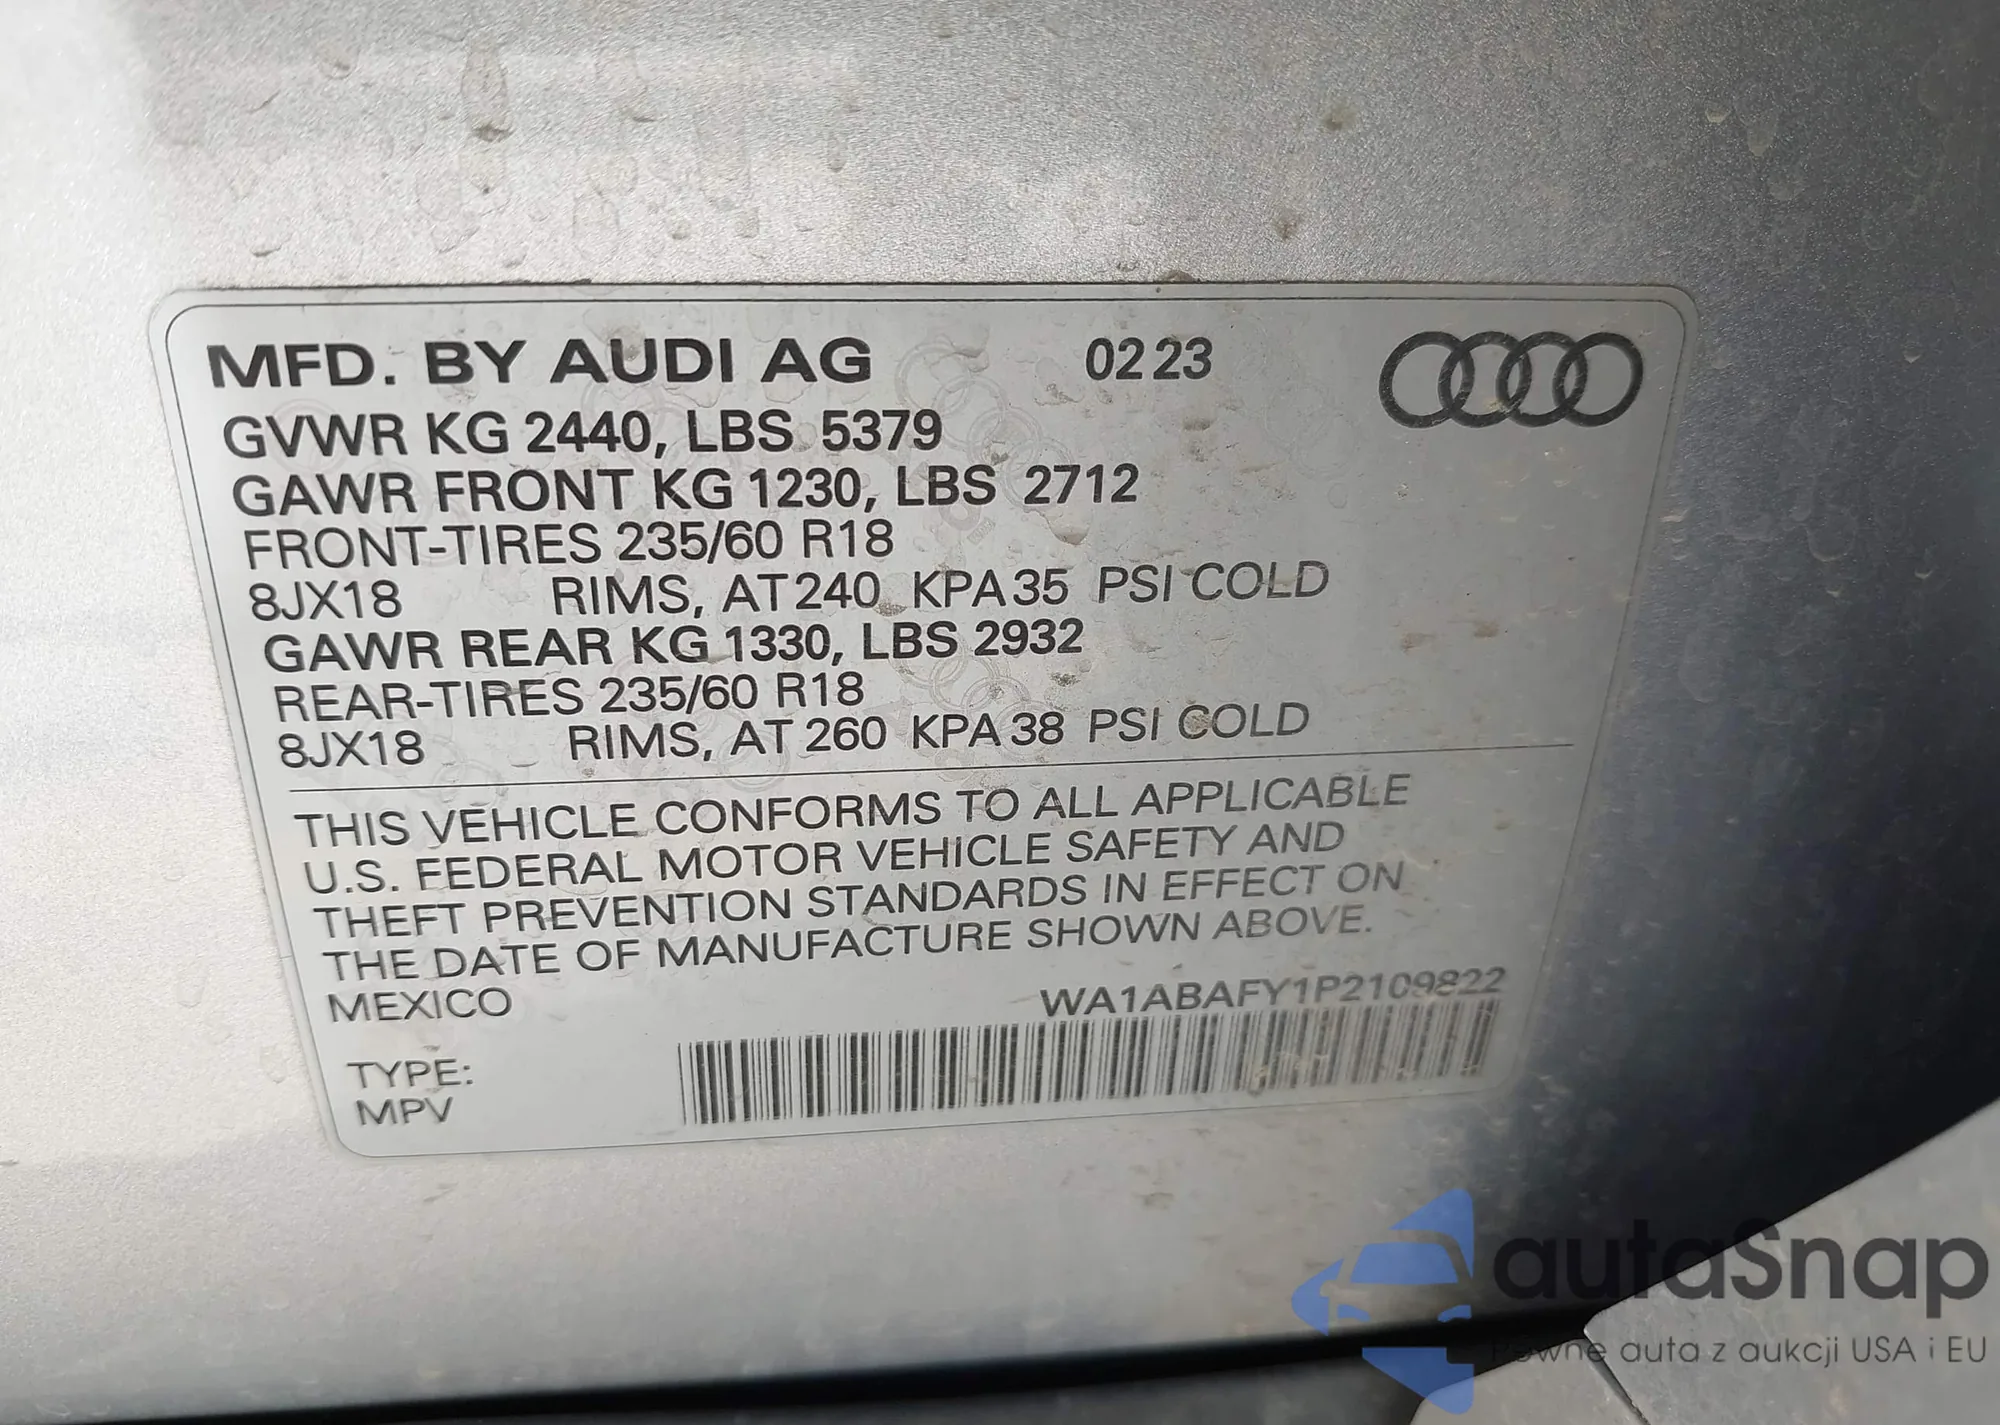 MFD. BY AUDI AG 02 23
GVWR KG 2440, LBS 5379
GAWR FRONT KG 1230, LBS 2712
FRONT-TIRES 235/60 R18
8JX18 RIMS, AT 240 KPA 35 PSI COLD
GAWR REAR KG 1330, LBS 2932
REAR-TIRES 235/60 R18
8JX18 RIMS, AT 260 KPA 38 PSI COLD
THIS VEHICLE CONFORMS TO ALL APPLICABLE
U.S. FEDERAL MOTOR VEHICLE SAFETY AND
THEFT PREVENTION STANDARDS IN EFFECT ON
THE DATE OF MANUFACTURE SHOWN ABOVE.
MEXICO WA1ABAFY1P2109822
TYPE:
MPV
autaSnap
Pewne auta z aukcji USA i EU